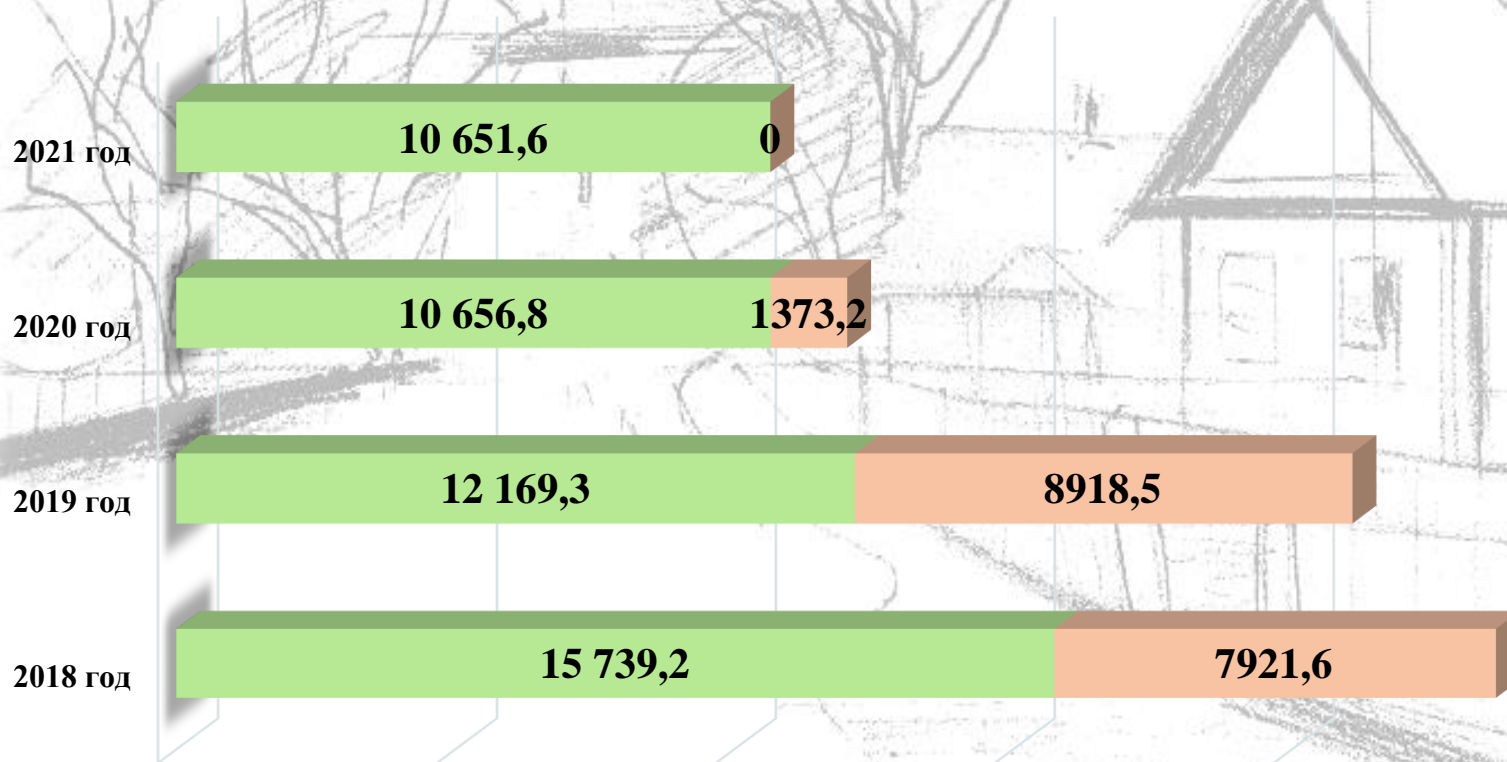 2021 год 10 651,6 0
2020 год 10 656,8 1373,2
2019 год 12 169,3 8918,5
2018 год 15 739,2 7921,6